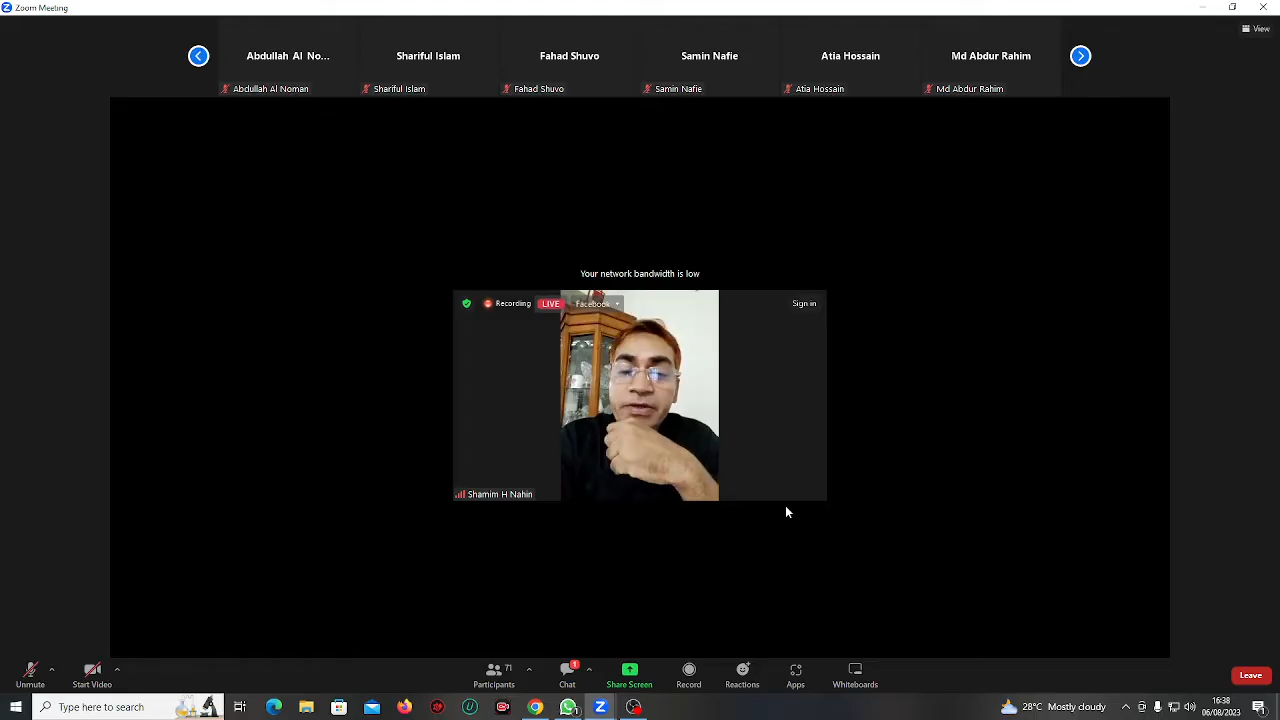 Zoom Meeting
View
Abdullah Al No...
Shariful Islam
Fahad Shuvo
Samin Nafie
Atia Hossain
Md Abdur Rahim
Abdullah Al Noman
Shariful Islam
Fahad Shuvo
Samin Nafie
Atia Hossain
Md Abdur Rahim
Your network bandwidth is low
Recording
LIVE
Facebook
Sign in
Shamim H Nahin
Unmute
Start Video
71
Participants
1
Chat
Share Screen
Record
Reactions
Apps
Whiteboards
Leave
Type here to search
28°C Mostly cloudy
16:38
06/08/2023